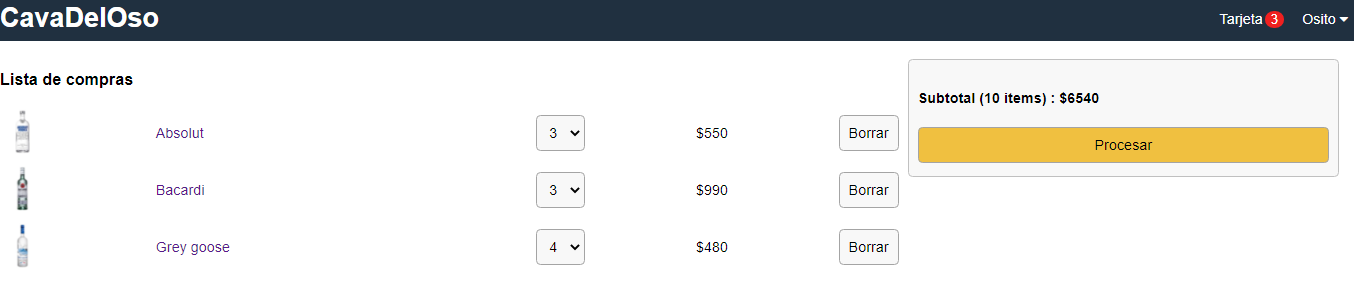 CavaDelOso
Tarjeta 3 Osito
Lista de compras
Absolut 3 $550 Borrar
Bacardi 3 $990 Borrar
Grey goose 4 $480 Borrar
Subtotal (10 items) : $6540
Procesar